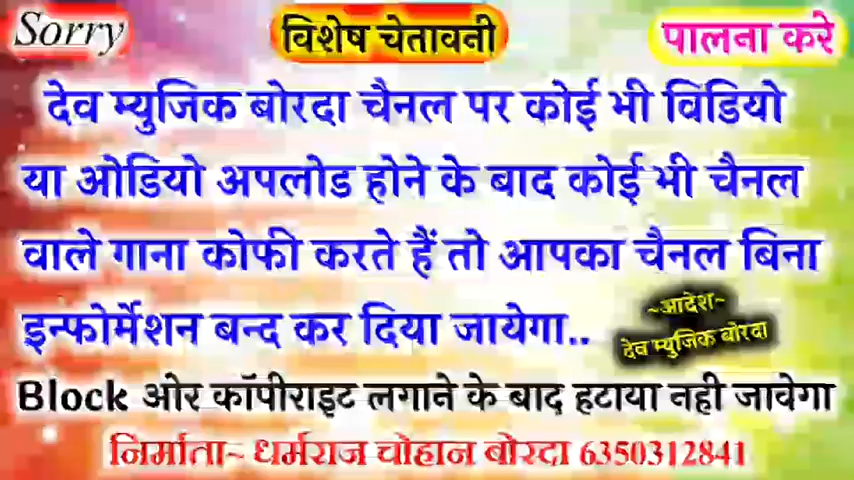 Sorry
विशेष चेतावनी
पालना करे
देव म्युजिक बोरदा चैनल पर कोई भी विडियो
या ओडियो अपलोड होने के बाद कोई भी चैनल
वाले गाना कोफी करते हैं तो आपका चैनल बिना
इन्फोर्मेशन बन्द कर दिया जायेगा..
~आदेश~
देव म्युजिक बोरदा
Block ओर कॉपीराइट लगाने के बाद हटाया नही जावेगा
निर्माता~ धर्मराज चोहान बोरदा 6350312841